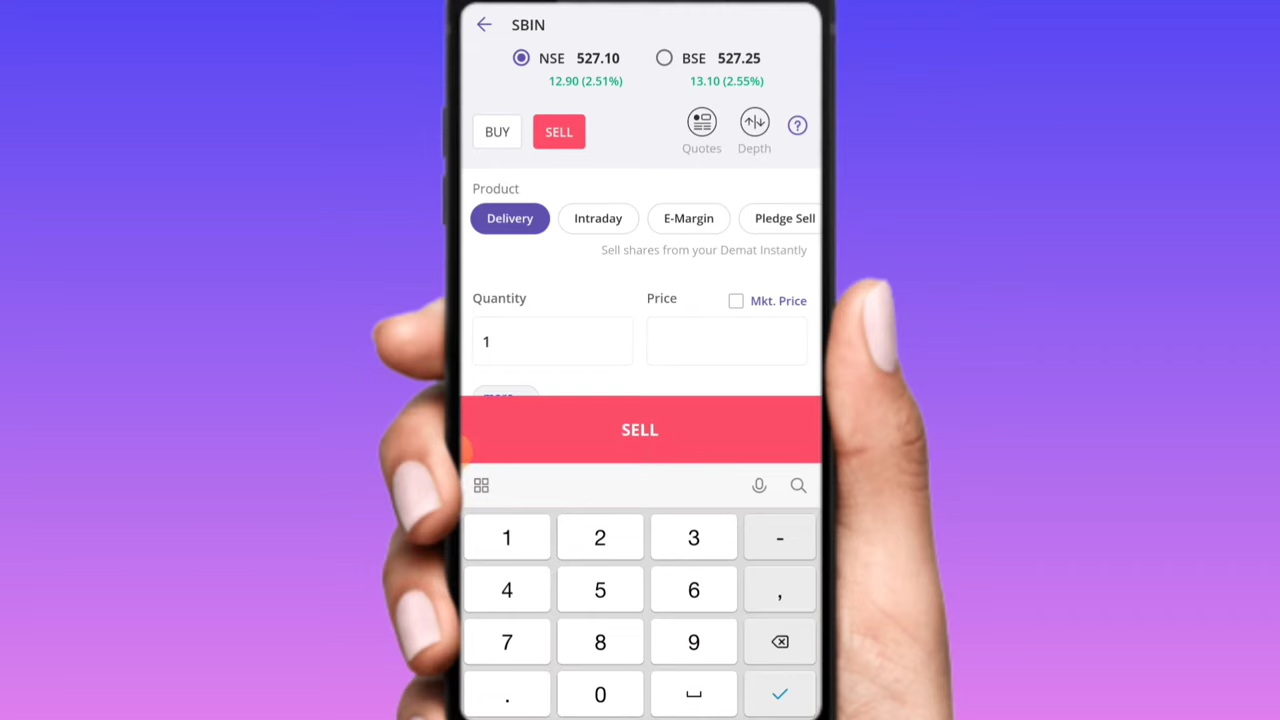 SBIN
NSE 527.10 BSE 527.25
12.90 (2.51%) 13.10 (2.55%)
BUY SELL
Quotes Depth ?
Product
Delivery Intraday E-Margin Pledge Sell
Sell shares from your Demat Instantly
Quantity Price Mkt. Price
1
SELL
1 2 3 -
4 5 6 ,
7 8 9
. 0